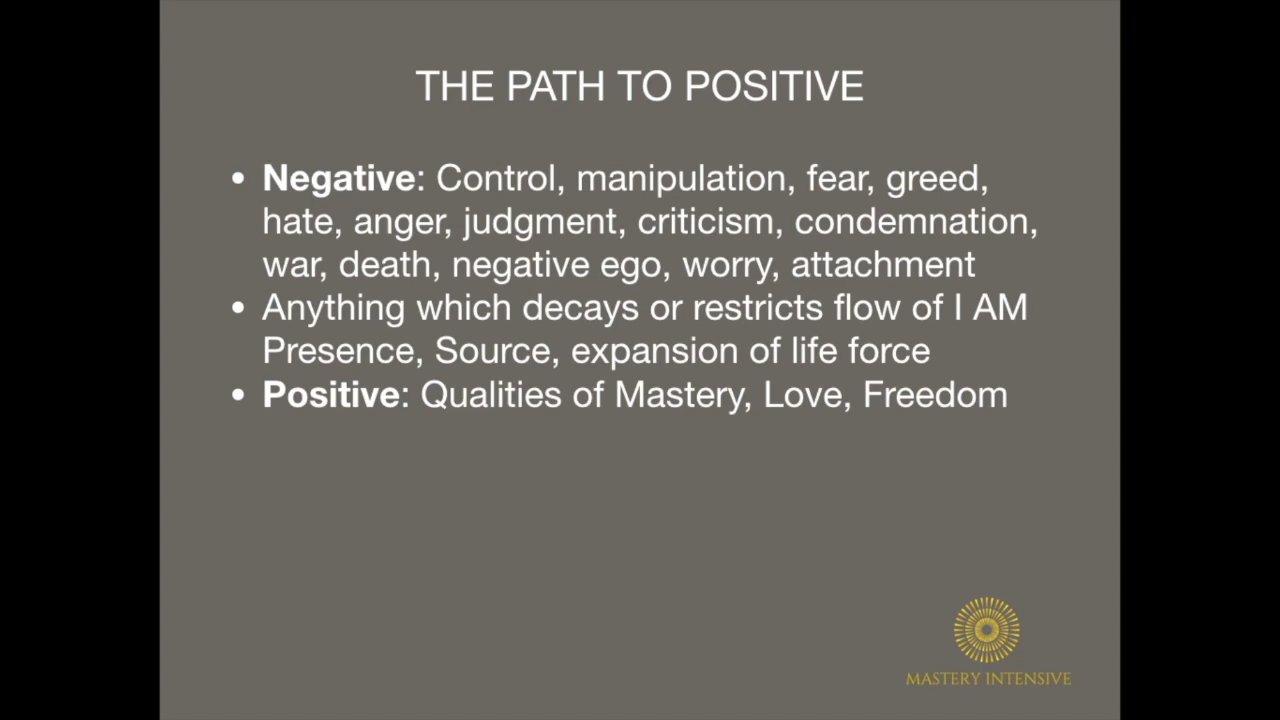 THE PATH TO POSITIVE
• Negative: Control, manipulation, fear, greed,
hate, anger, judgment, criticism, condemnation,
war, death, negative ego, worry, attachment
• Anything which decays or restricts flow of I AM
Presence, Source, expansion of life force
• Positive: Qualities of Mastery, Love, Freedom
MASTERY INTENSIVE